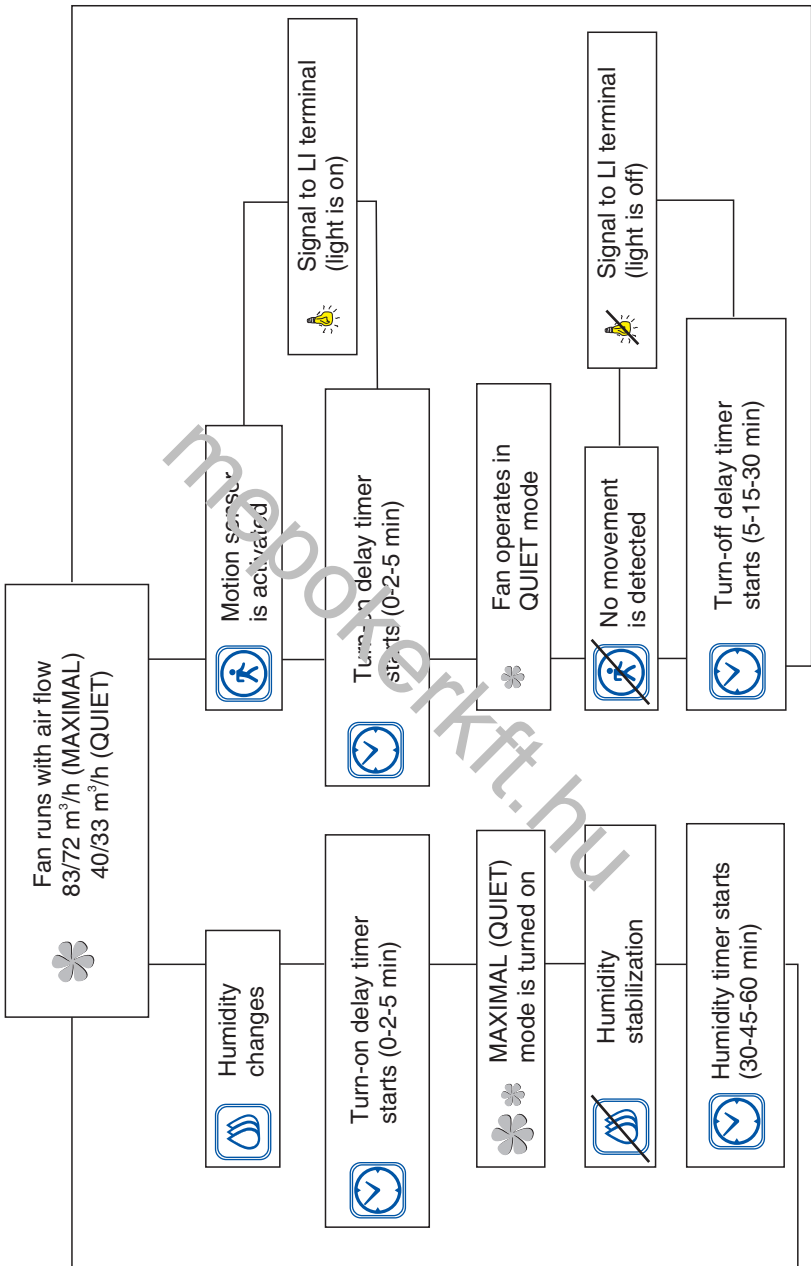 Fan runs with air flow
83/72 m³/h (MAXIMAL)
40/33 m³/h (QUIET)
Humidity
changes
Turn-on delay timer
starts (0-2-5 min)
MAXIMAL (QUIET)
mode is turned on
Humidity
stabilization
Humidity timer starts
(30-45-60 min)
Motion sensor
is activated
Signal to LI terminal
(light is on)
Turn-on delay timer
starts (0-2-5 min)
Fan operates in
QUIET mode
No movement
is detected
Signal to LI terminal
(light is off)
Turn-off delay timer
starts (5-15-30 min)
mepokerkft.hu